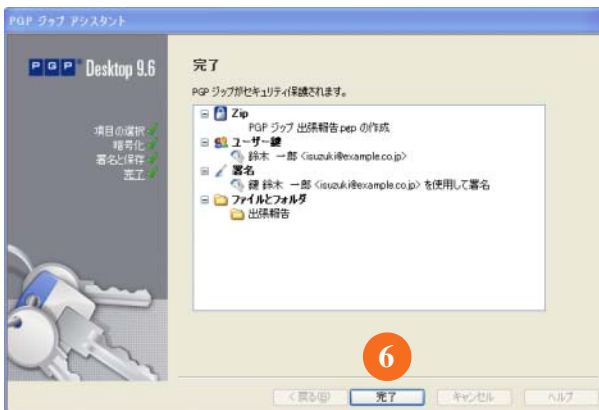 PGP ジップ アシスタント
PGP Desktop 9.6
項目の選択
暗号化
署名と保存
完了
完了
PGP ジップがセキュリティ保護されます。
Zip
PGP ジップ 出張報告.pgp の作成
ユーザー鍵
鈴木 一郎 <isuzuki@example.co.jp>
署名
鍵 鈴木 一郎 <isuzuki@example.co.jp> を使用して署名
ファイルとフォルダ
出張報告
6
< 戻る(B)
完了
キャンセル
ヘルプ